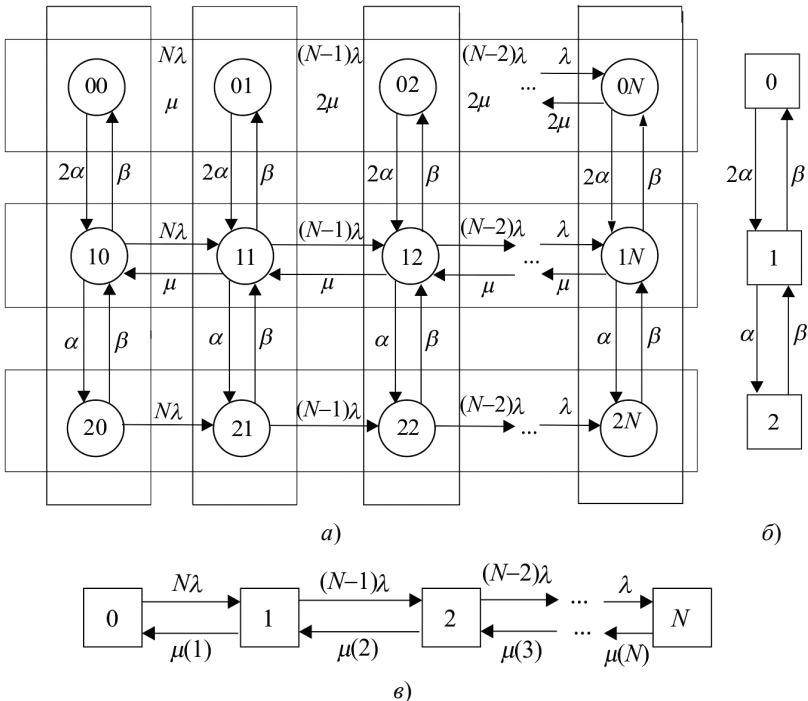 Nλ (N–1)λ (N–2)λ λ
00 01 02 ... 0N 0
μ 2μ 2μ 2μ
2α β 2α β 2α β 2α β 2α β
Nλ (N–1)λ (N–2)λ λ
10 11 12 ... 1N 1
μ μ μ μ
α β α β α β α β α β
Nλ (N–1)λ (N–2)λ λ
20 21 22 ... 2N 2
а) б)
Nλ (N–1)λ (N–2)λ ... λ
0 1 2 N
μ(1) μ(2) μ(3) ... μ(N)
в)